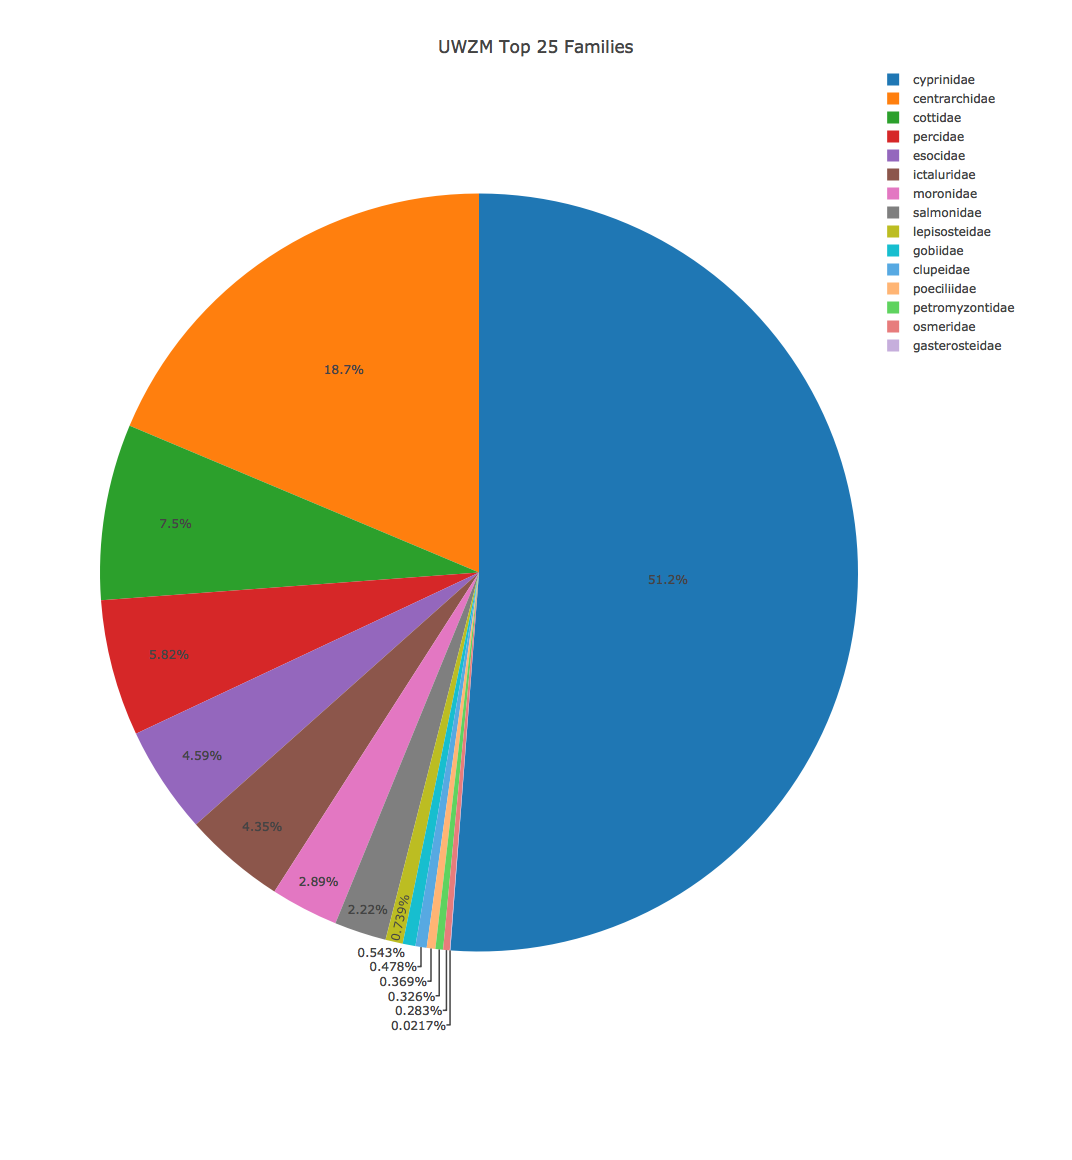 UWZM Top 25 Families
cyprinidae
centrarchidae
cottidae
percidae
esocidae
ictaluridae
moronidae
salmonidae
lepisosteidae
gobiidae
clupeidae
poeciliidae
petromyzontidae
osmeridae
gasterosteidae
18.7%
7.5%
51.2%
5.82%
4.59%
4.35%
2.89%
2.22%
0.739%
0.543%
0.478%
0.369%
0.326%
0.283%
0.0217%